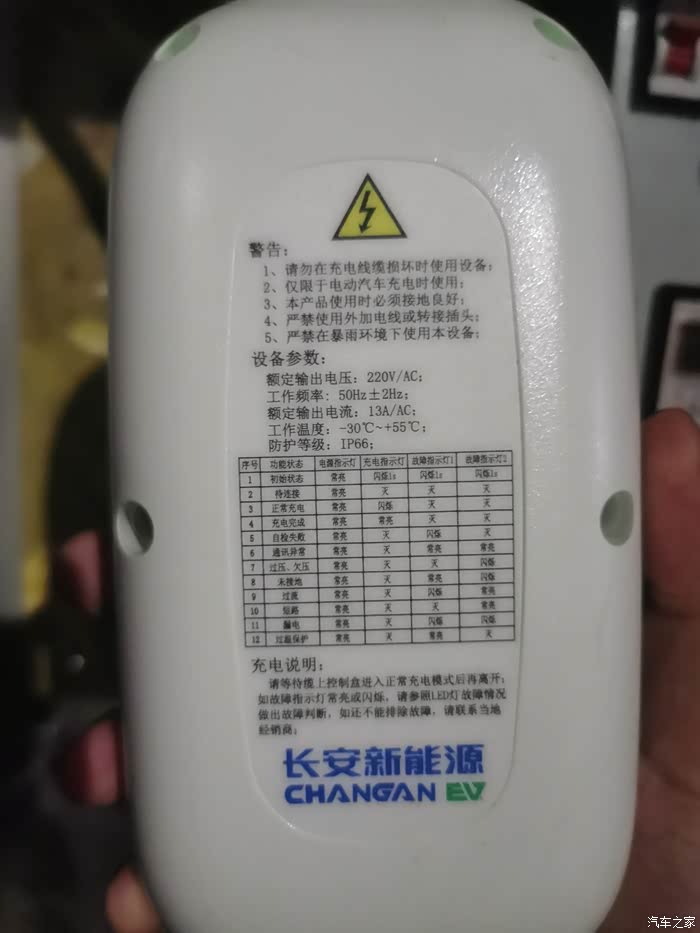 警告：
1、请勿在充电线缆损坏时使用设备；
2、仅限于电动汽车充电时使用；
3、本产品使用时必须接地良好；
4、严禁使用外加电线或转接插头；
5、严禁在暴雨环境下使用本设备；
设备参数：
额定输出电压：220V/AC；
工作频率：50Hz±2Hz；
额定输出电流：13A/AC；
工作温度：-30℃~+55℃；
防护等级：IP66；
序号 功能状态 电源指示灯 充电指示灯 故障指示灯1 故障指示灯2
1 初始状态 常亮 闪烁1s 闪烁1s 闪烁1s
2 待连接 常亮 灭 灭 灭
3 正常充电 常亮 闪烁 灭 灭
4 充电完成 常亮 常亮 灭 灭
5 自检失败 常亮 灭 闪烁 灭
6 通讯异常 常亮 灭 常亮 常亮
7 过压、欠压 常亮 灭 灭 闪烁
8 未接地 常亮 灭 常亮 闪烁
9 过流 常亮 灭 闪烁 常亮
10 短路 常亮 灭 灭 常亮
11 漏电 常亮 灭 闪烁 闪烁
12 过温保护 常亮 灭 常亮 灭
充电说明：
请等待缆上控制盒进入正常充电模式后再离开；
如故障指示灯常亮或闪烁，请参照LED灯故障情况
做出故障判断，如还不能排除故障，请联系当地
经销商；
长安新能源
CHANGAN EV
汽车之家